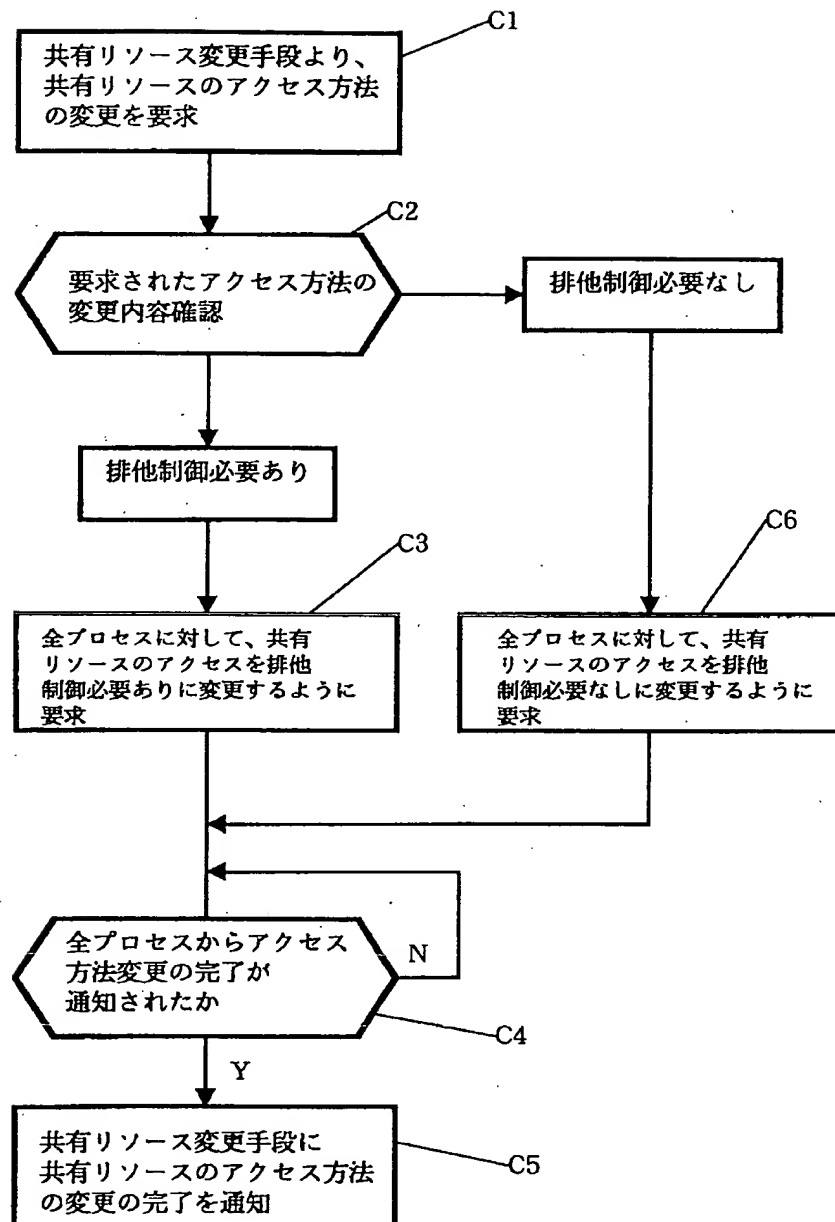 C1
共有リソース変更手段より、
共有リソースのアクセス方法
の変更を要求
C2
要求されたアクセス方法の
変更内容確認
排他制御必要なし
排他制御必要あり
C3
C6
全プロセスに対して、共有
リソースのアクセスを排他
制御必要ありに変更するように
要求
全プロセスに対して、共有
リソースのアクセスを排他
制御必要なしに変更するように
要求
全プロセスからアクセス
方法変更の完了が
通知されたか
N
C4
Y
共有リソース変更手段に
共有リソースのアクセス方法
の変更の完了を通知
C5